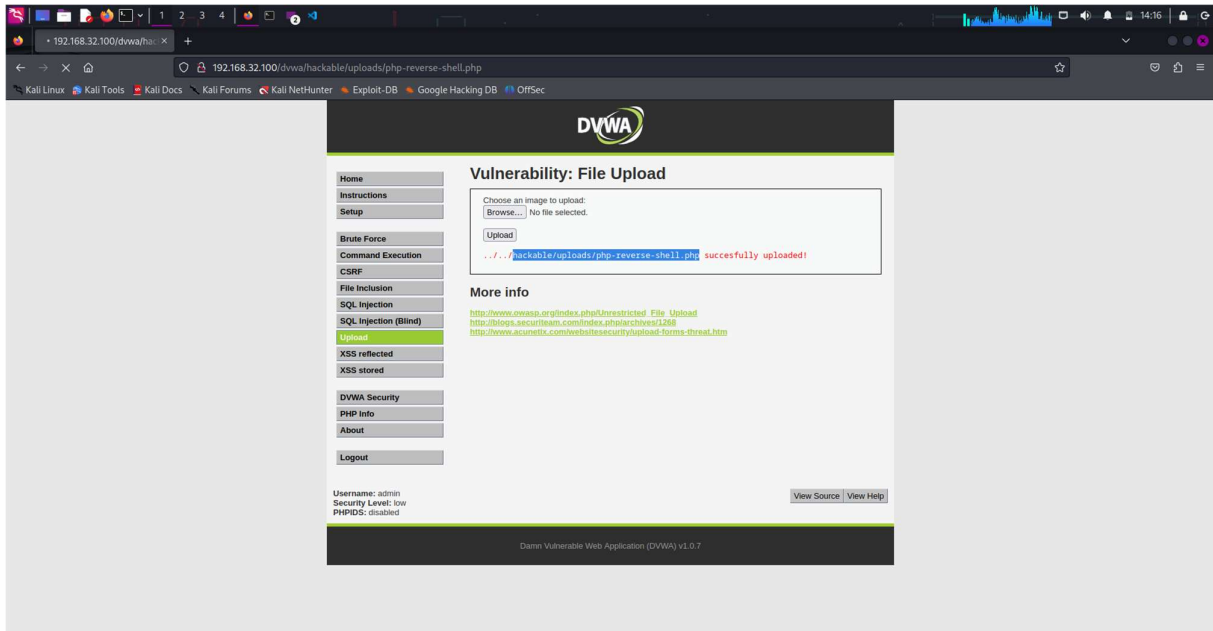 1 2 3 4
2
14:16
192.168.32.100/dvwa/hac
192.168.32.100/dvwa/hackable/uploads/php-reverse-shell.php
Kali Linux Kali Tools Kali Docs Kali Forums Kali NetHunter Exploit-DB Google Hacking DB OffSec
DVWA
Home
Instructions
Setup
Brute Force
Command Execution
CSRF
File Inclusion
SQL Injection
SQL Injection (Blind)
Upload
XSS reflected
XSS stored
DVWA Security
PHP Info
About
Logout
Vulnerability: File Upload
Choose an image to upload:
Browse... No file selected.
Upload
../../hackable/uploads/php-reverse-shell.php succesfully uploaded!
More info
http://www.owasp.org/index.php/Unrestricted_File_Upload
http://blogs.securiteam.com/index.php/archives/1268
http://www.acunetix.com/websitesecurity/upload-forms-threat.htm
Username: admin
Security Level: low
PHPIDS: disabled
View Source View Help
Damn Vulnerable Web Application (DVWA) v1.0.7